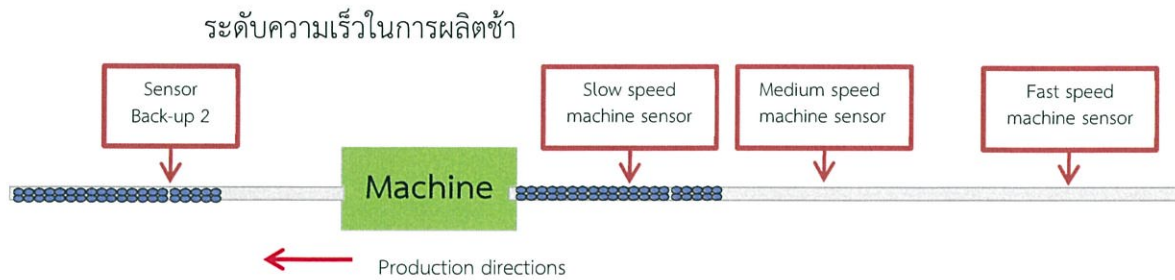 ระดับความเร็วในการผลิตช้า
Sensor
Back-up 2
Slow speed
machine sensor
Medium speed
machine sensor
Fast speed
machine sensor
Machine
Production directions